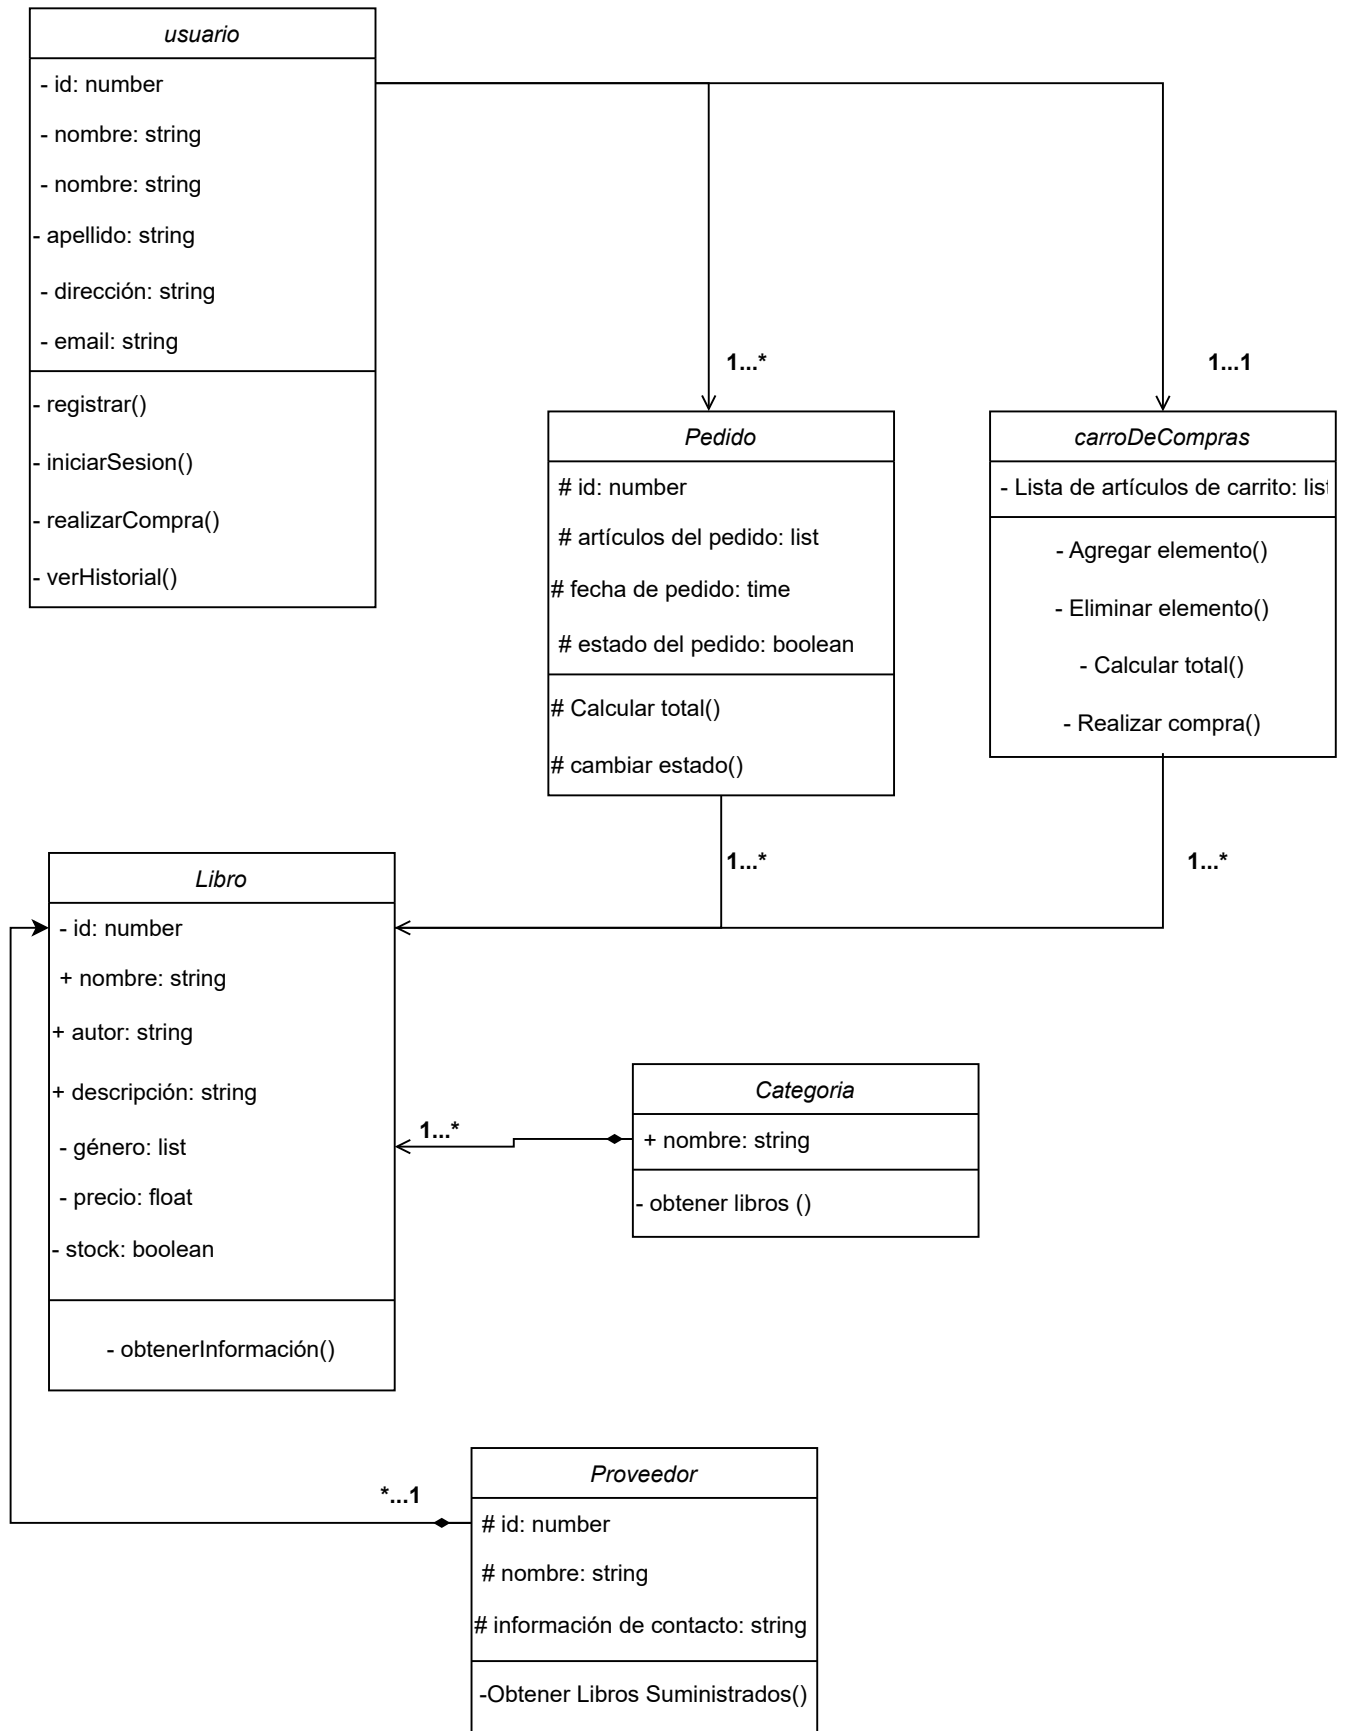 usuario
- id: number
- nombre: string
- nombre: string
- apellido: string
- dirección: string
- email: string
- registrar()
- iniciarSesion()
- realizarCompra()
- verHistorial()
1...*
1...1
Pedido
# id: number
# artículos del pedido: list
# fecha de pedido: time
# estado del pedido: boolean
# Calcular total()
# cambiar estado()
carroDeCompras
- Lista de artículos de carrito: list
- Agregar elemento()
- Eliminar elemento()
- Calcular total()
- Realizar compra()
1...*
1...*
Libro
- id: number
+ nombre: string
+ autor: string
+ descripción: string
- género: list
- precio: float
- stock: boolean
- obtenerInformación()
1...*
Categoria
+ nombre: string
- obtener libros ()
*...1
Proveedor
# id: number
# nombre: string
# información de contacto: string
-Obtener Libros Suministrados()